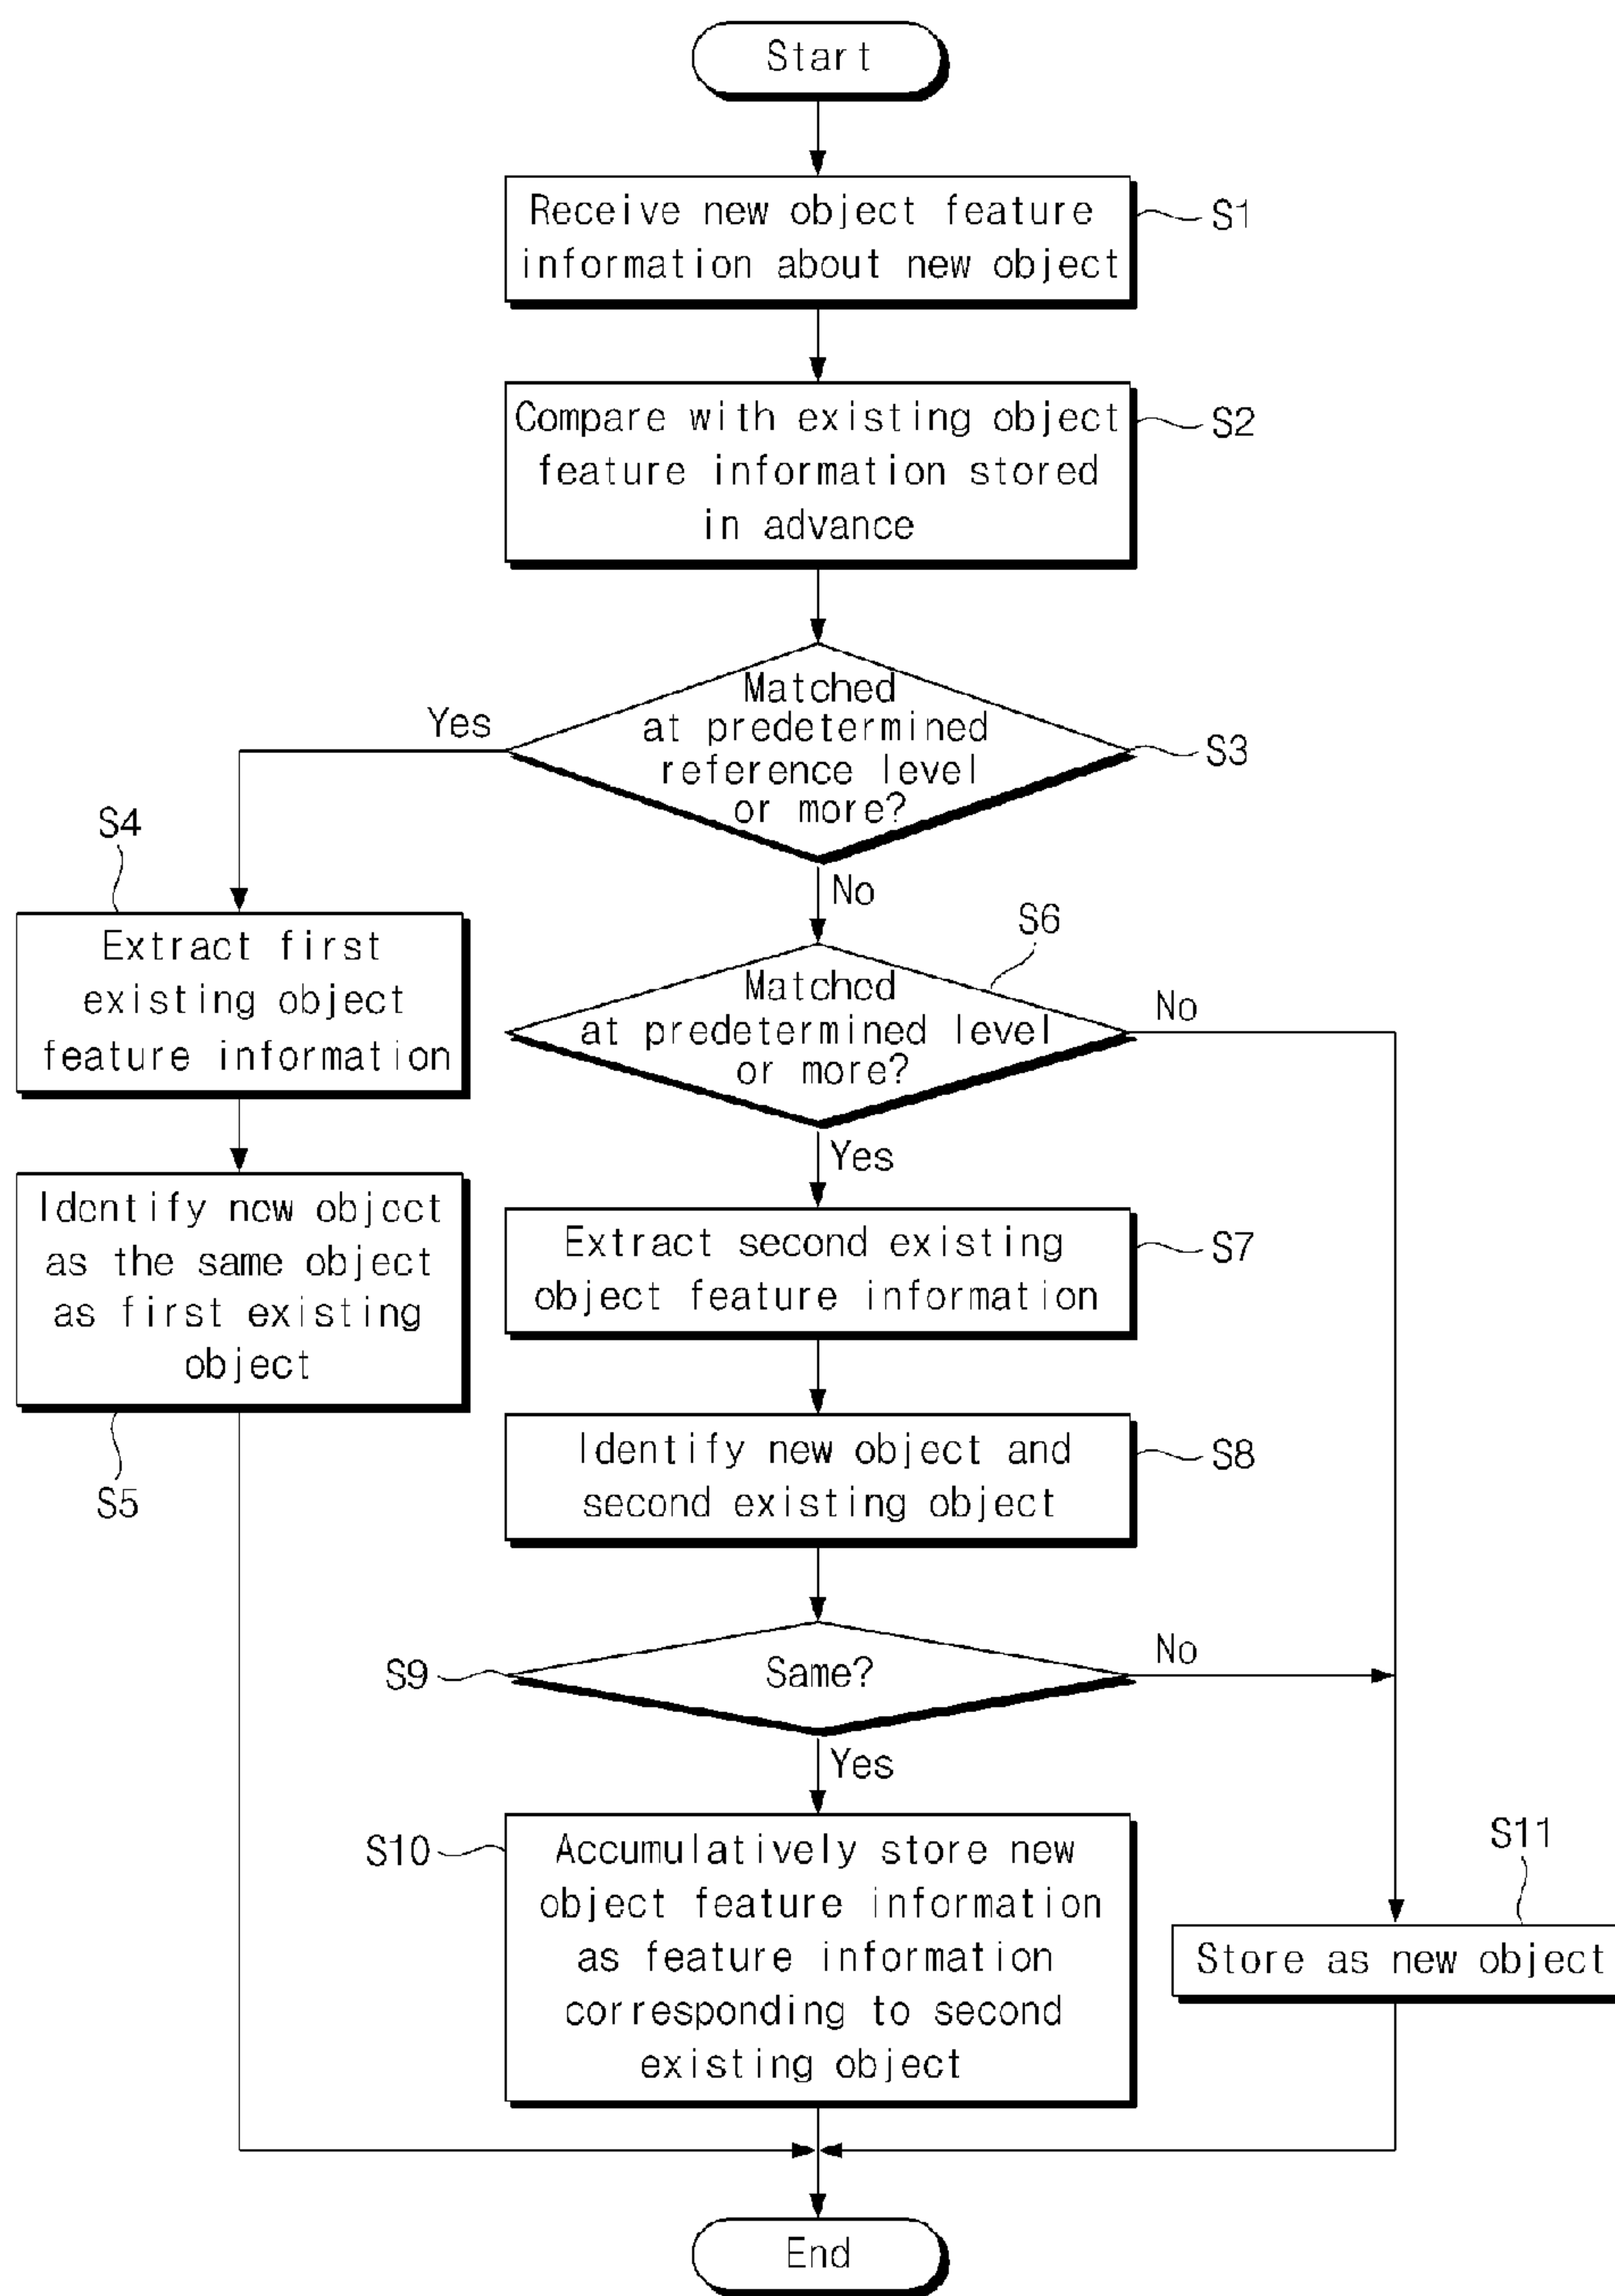 Start
Receive new object feature
information about new object
S1
Compare with existing object
feature information stored
in advance
S2
Matched
at predetermined
reference level
or more?
S3
Yes
No
S4
Extract first
existing object
feature information
S6
Matched
at predetermined level
or more?
No
Yes
Identify new object
as the same object
as first existing
object
S5
Extract second existing
object feature information
S7
Identify new object and
second existing object
S8
S9
Same?
No
Yes
S10
Accumulatively store new
object feature information
as feature information
corresponding to second
existing object
S11
Store as new object
End